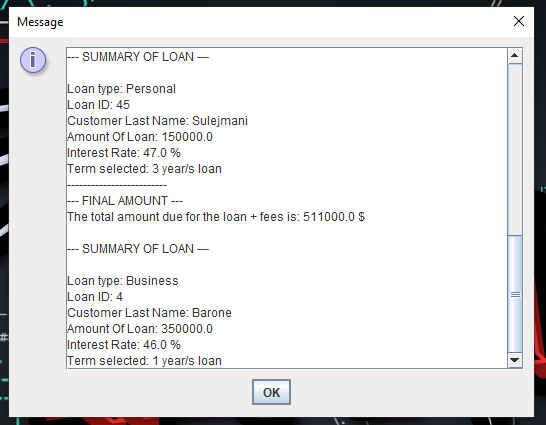 Message
--- SUMMARY OF LOAN ---
Loan type: Personal
Loan ID: 45
Customer Last Name: Sulejmani
Amount Of Loan: 150000.0
Interest Rate: 47.0 %
Term selected: 3 year/s loan
-------------------------
--- FINAL AMOUNT ---
The total amount due for the loan + fees is: 511000.0 $
--- SUMMARY OF LOAN ---
Loan type: Business
Loan ID: 4
Customer Last Name: Barone
Amount Of Loan: 350000.0
Interest Rate: 46.0 %
Term selected: 1 year/s loan
OK